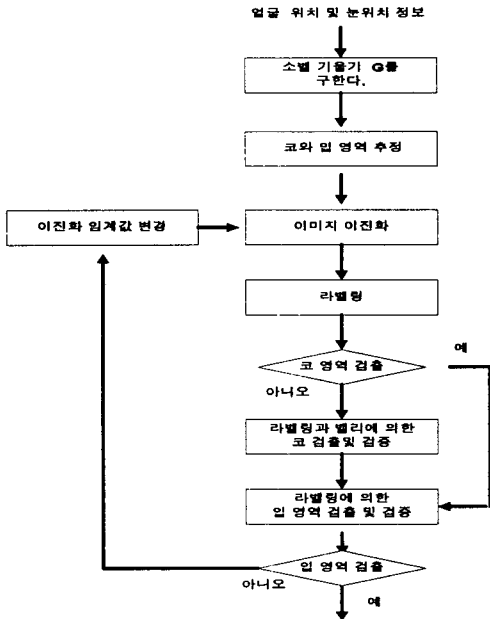 얼굴 위치 및 눈위치 정보
소벨 기울기 G를
구한다.
코와 입 영역 추정
이진화 임계값 변경
이미지 이진화
라벨링
예
코 영역 검출
아니오
라벨링과 밸리에 의한
코 검출및 검증
라벨링에 의한
입 영역 검출 및 검증
입 영역 검출
아니오
예